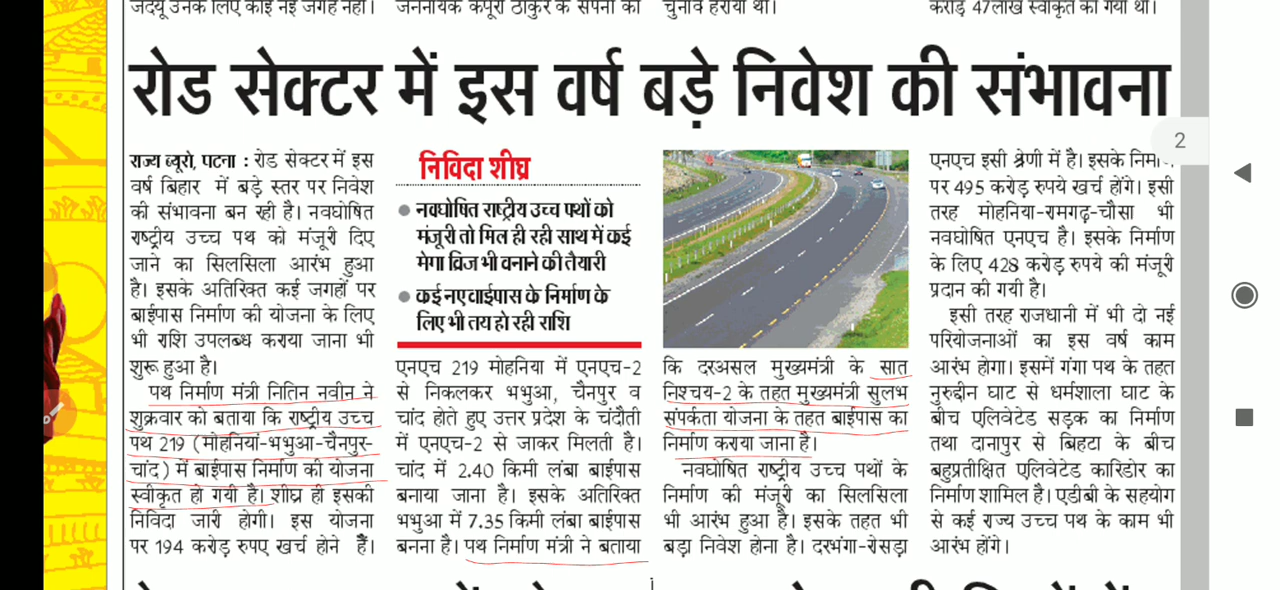 जदयू उनके लिए कोई नई जगह नहीं।
जननायक कर्पूरी ठाकुर के सपनों का
चुनाव हराया था।
करोड़ 47लाख स्वीकृत की गयी थी।
रोड सेक्टर में इस वर्ष बड़े निवेश की संभावना
2
राज्य ब्यूरो, पटना : रोड सेक्टर में इस
वर्ष बिहार में बड़े स्तर पर निवेश
की संभावना बन रही है। नवघोषित
राष्ट्रीय उच्च पथ को मंजूरी दिए
जाने का सिलसिला आरंभ हुआ
है। इसके अतिरिक्त कई जगहों पर
बाईपास निर्माण की योजना के लिए
भी राशि उपलब्ध कराया जाना भी
शुरू हुआ है।
पथ निर्माण मंत्री नितिन नवीन ने
शुक्रवार को बताया कि राष्ट्रीय उच्च
पथ 219 (मोहनियां-भभुआ-चैनपुर-
चांद) में बाईपास निर्माण की योजना
स्वीकृत हो गयी है। शीघ्र ही इसकी
निविदा जारी होगी। इस योजना
पर 194 करोड़ रुपए खर्च होने हैं।
निविदा शीघ्र
● नवघोषित राष्ट्रीय उच्च पथों को
मंजूरी तो मिल ही रही साथ में कई
मेगा ब्रिज भी बनाने की तैयारी
● कई नए बाईपास के निर्माण के
लिए भी तय हो रही राशि
एनएच 219 मोहनिया में एनएच-2
से निकलकर भभुआ, चैनपुर व
चांद होते हुए उत्तर प्रदेश के चंदौती
में एनएच-2 से जाकर मिलती है।
चांद में 2.40 किमी लंबा बाईपास
बनाया जाना है। इसके अतिरिक्त
भभुआ में 7.35 किमी लंबा बाईपास
बनना है। पथ निर्माण मंत्री ने बताया
कि दरअसल मुख्यमंत्री के सात
निश्चय-2 के तहत मुख्यमंत्री सुलभ
संपर्कता योजना के तहत बाईपास का
निर्माण कराया जाना है।
नवघोषित राष्ट्रीय उच्च पथों के
निर्माण की मंजूरी का सिलसिला
भी आरंभ हुआ है। इसके तहत भी
बड़ा निवेश होना है। दरभंगा-रोसड़ा
एनएच इसी श्रेणी में है। इसके
पर 495 करोड़ रुपये खर्च होंगे। इसी
तरह मोहनिया-रामगढ़-चौसा भी
नवघोषित एनएच है। इसके निर्माण
के लिए 428 करोड़ रुपये की मंजूरी
प्रदान की गयी है।
इसी तरह राजधानी में भी दो नई
परियोजनाओं का इस वर्ष काम
आरंभ होगा। इसमें गंगा पथ के तहत
नुरुद्दीन घाट से धर्मशाला घाट के
बीच एलिवेटेड सड़क का निर्माण
तथा दानापुर से बिहटा के बीच
बहुप्रतीक्षित एलिवेटेड कारिडोर का
निर्माण शामिल है। एडीबी के सहयोग
से कई राज्य उच्च पथ के काम भी
आरंभ होंगे।